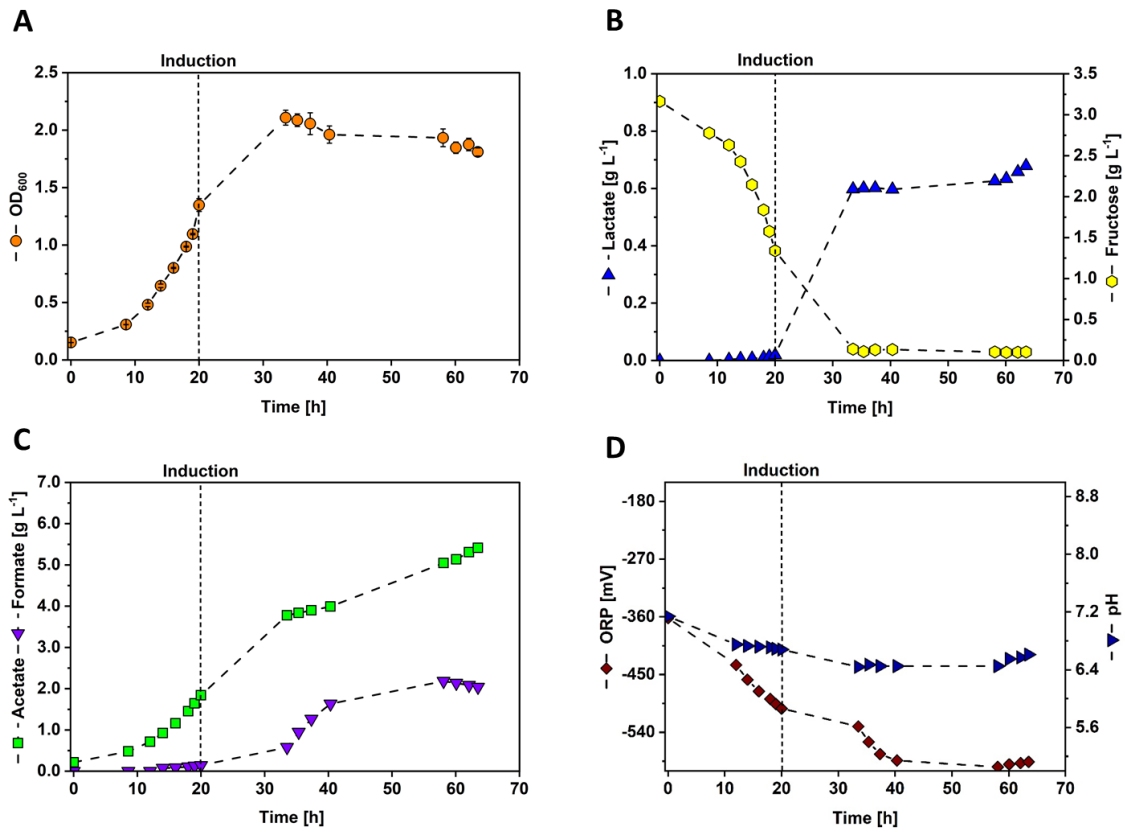 A
Induction
2.5
2.0
1.5
1.0
0.5
0.0
OD600
0 10 20 30 40 50 60 70
Time [h]
B
Induction
1.0
0.8
0.6
0.4
0.2
0.0
Lactate [g L-1]
3.5
3.0
2.5
2.0
1.5
1.0
0.5
0.0
Fructose [g L-1]
0 10 20 30 40 50 60 70
Time [h]
C
Induction
7.0
6.0
5.0
4.0
3.0
2.0
1.0
0.0
Acetate Formate [g L-1]
0 10 20 30 40 50 60 70
Time [h]
D
Induction
-180
-270
-360
-450
-540
ORP [mV]
8.8
8.0
7.2
6.4
5.6
pH
0 10 20 30 40 50 60 70
Time [h]